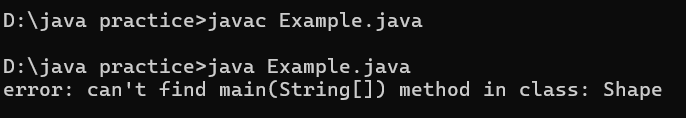 D:\java practice>javac Example.java
D:\java practice>java Example.java
error: can't find main(String[]) method in class: Shape